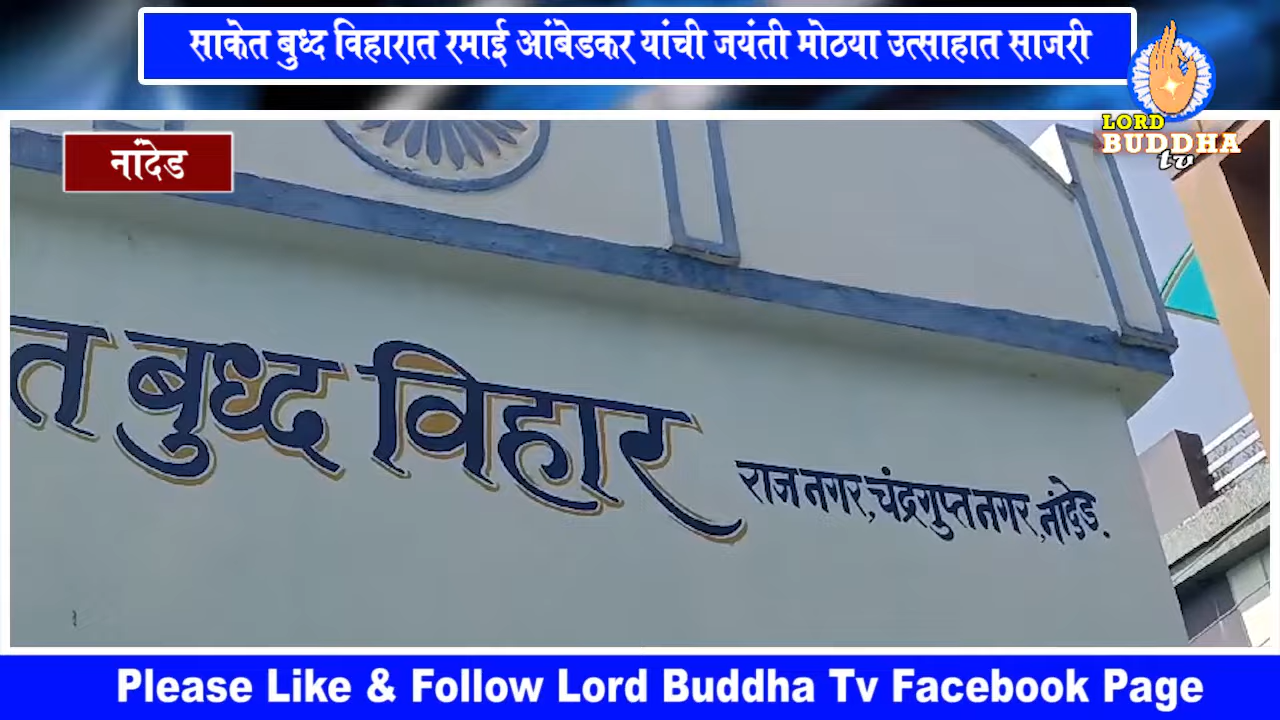 साकेत बुध्द विहारात रमाई आंबेडकर यांची जयंती मोठया उत्साहात साजरी
LORD
BUDDHA
tv
नांदेड
त बुध्द विहार
राज नगर, चंद्रगुप्त नगर, नांदेड.
Please Like & Follow Lord Buddha Tv Facebook Page